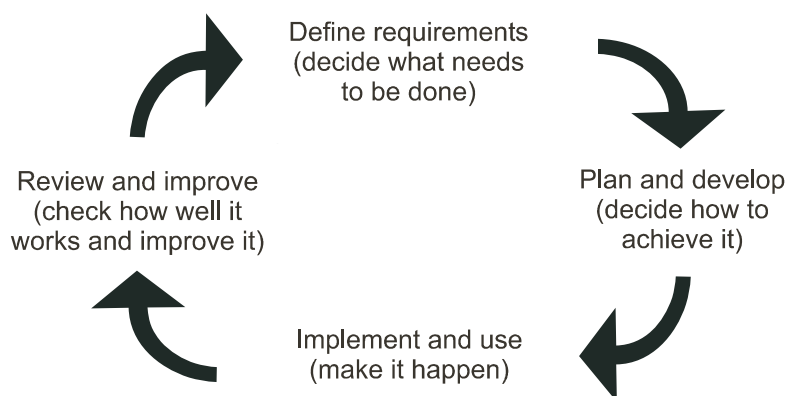 Define requirements
(decide what needs
to be done)
Plan and develop
(decide how to
achieve it)
Implement and use
(make it happen)
Review and improve
(check how well it
works and improve it)